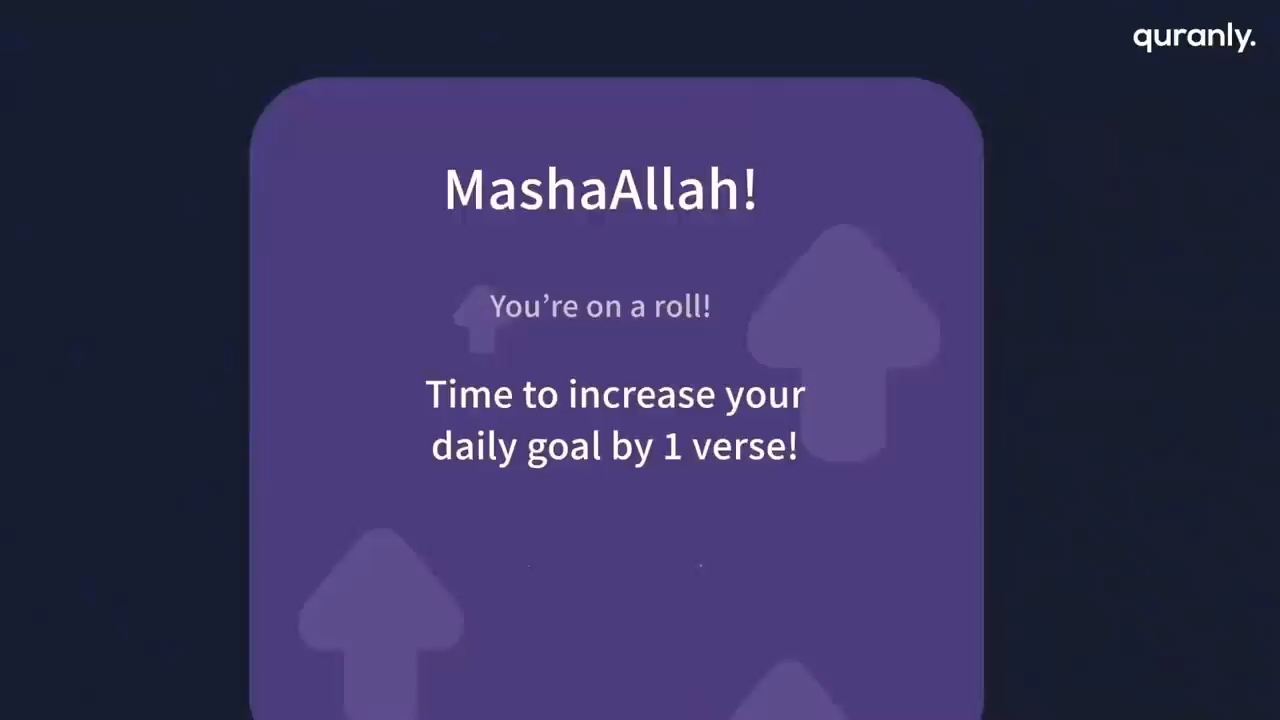 quranly.
MashaAllah!
You’re on a roll!
Time to increase your
daily goal by 1 verse!